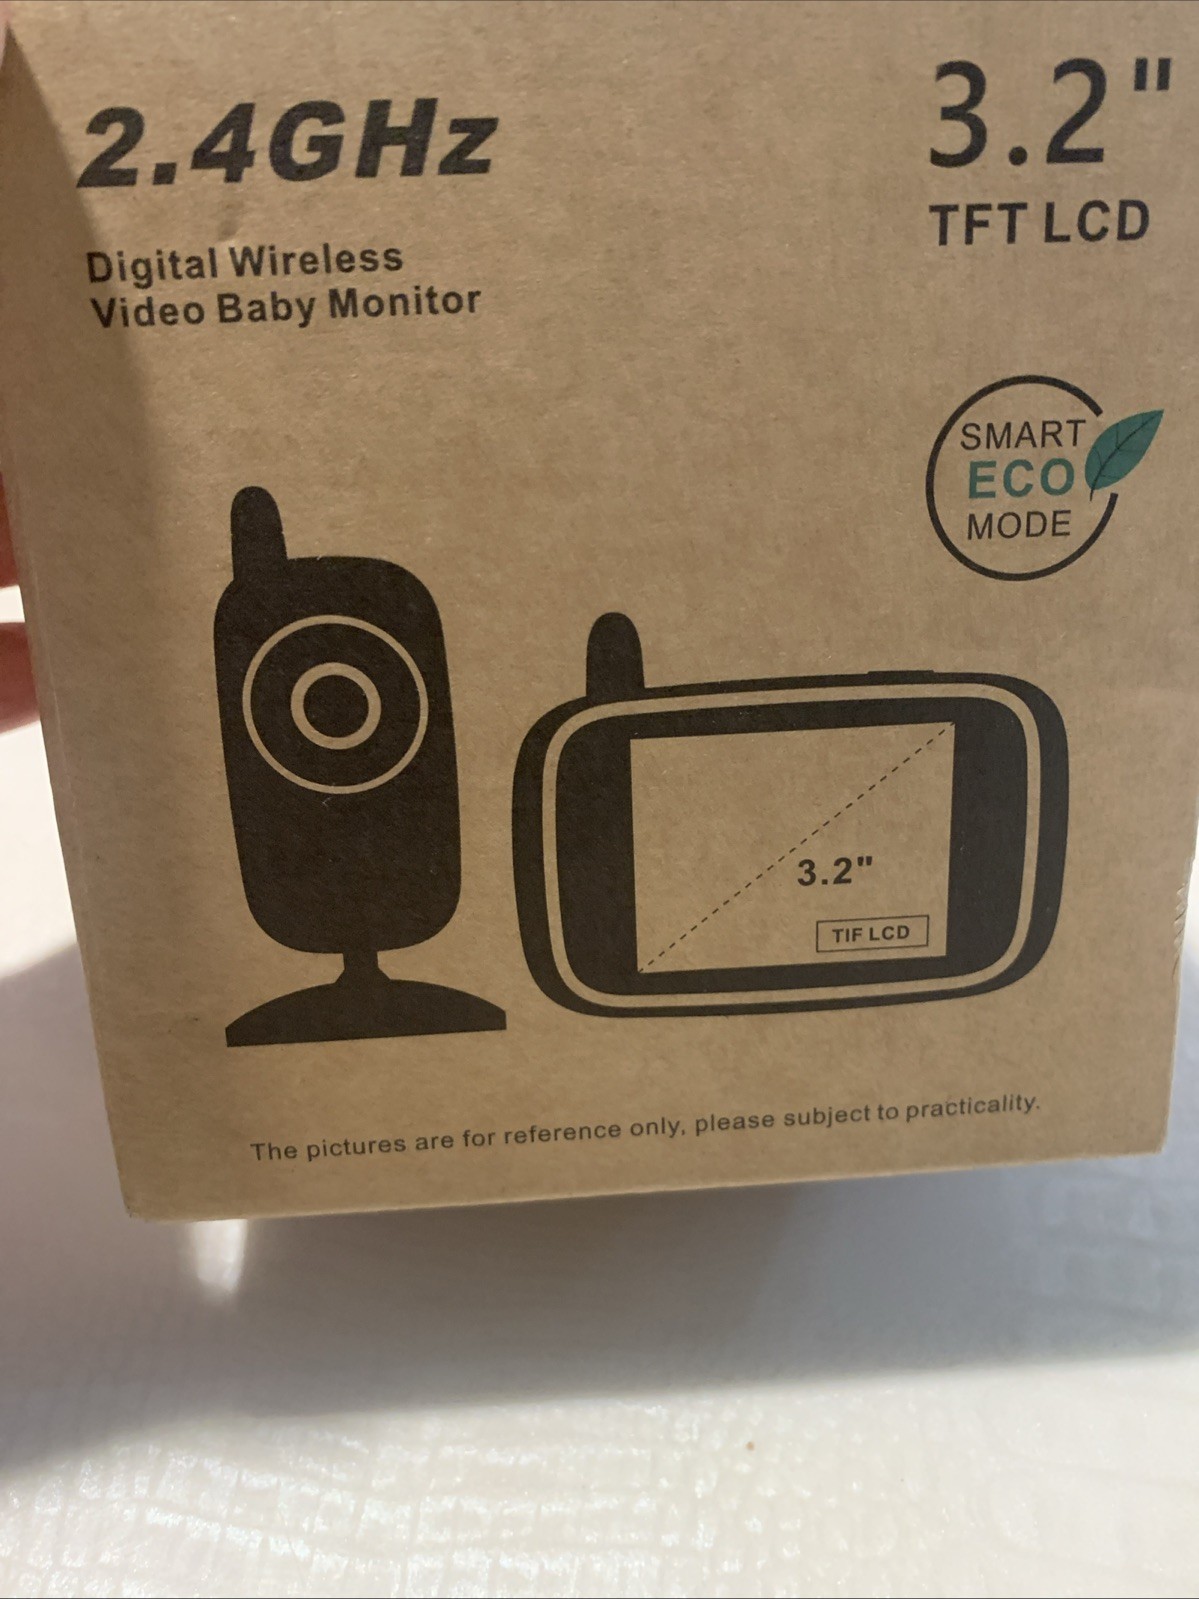 2.4GHz
Digital Wireless
Video Baby Monitor
3.2"
TFT LCD
SMART
ECO
MODE
3.2"
TIF LCD
The pictures are for reference only, please subject to practicality.